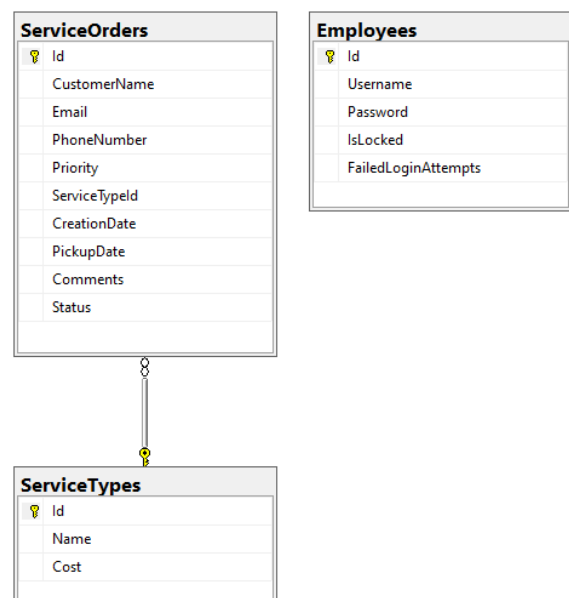 ServiceOrders
Id
CustomerName
Email
PhoneNumber
Priority
ServiceTypeId
CreationDate
PickupDate
Comments
Status
Employees
Id
Username
Password
IsLocked
FailedLoginAttempts
ServiceTypes
Id
Name
Cost